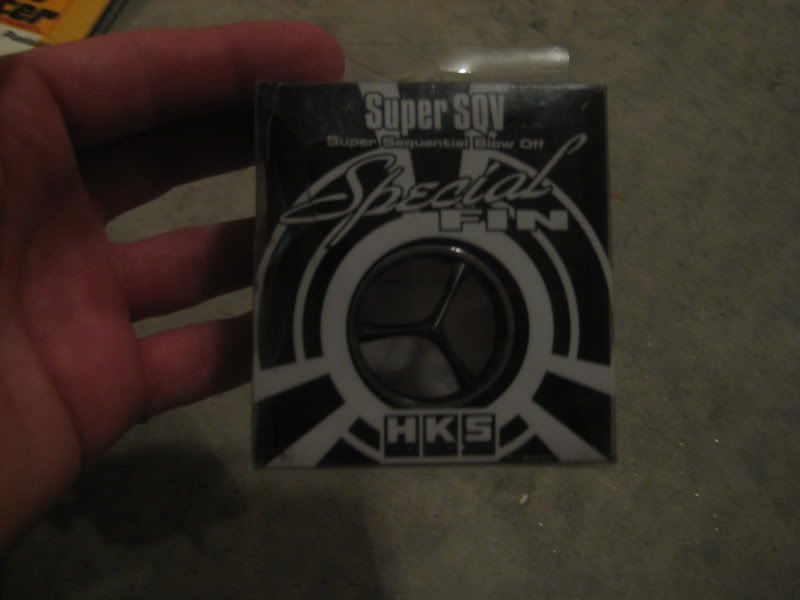 Super SQV
Super Sequential Blow Off
Special
FIN
HKS